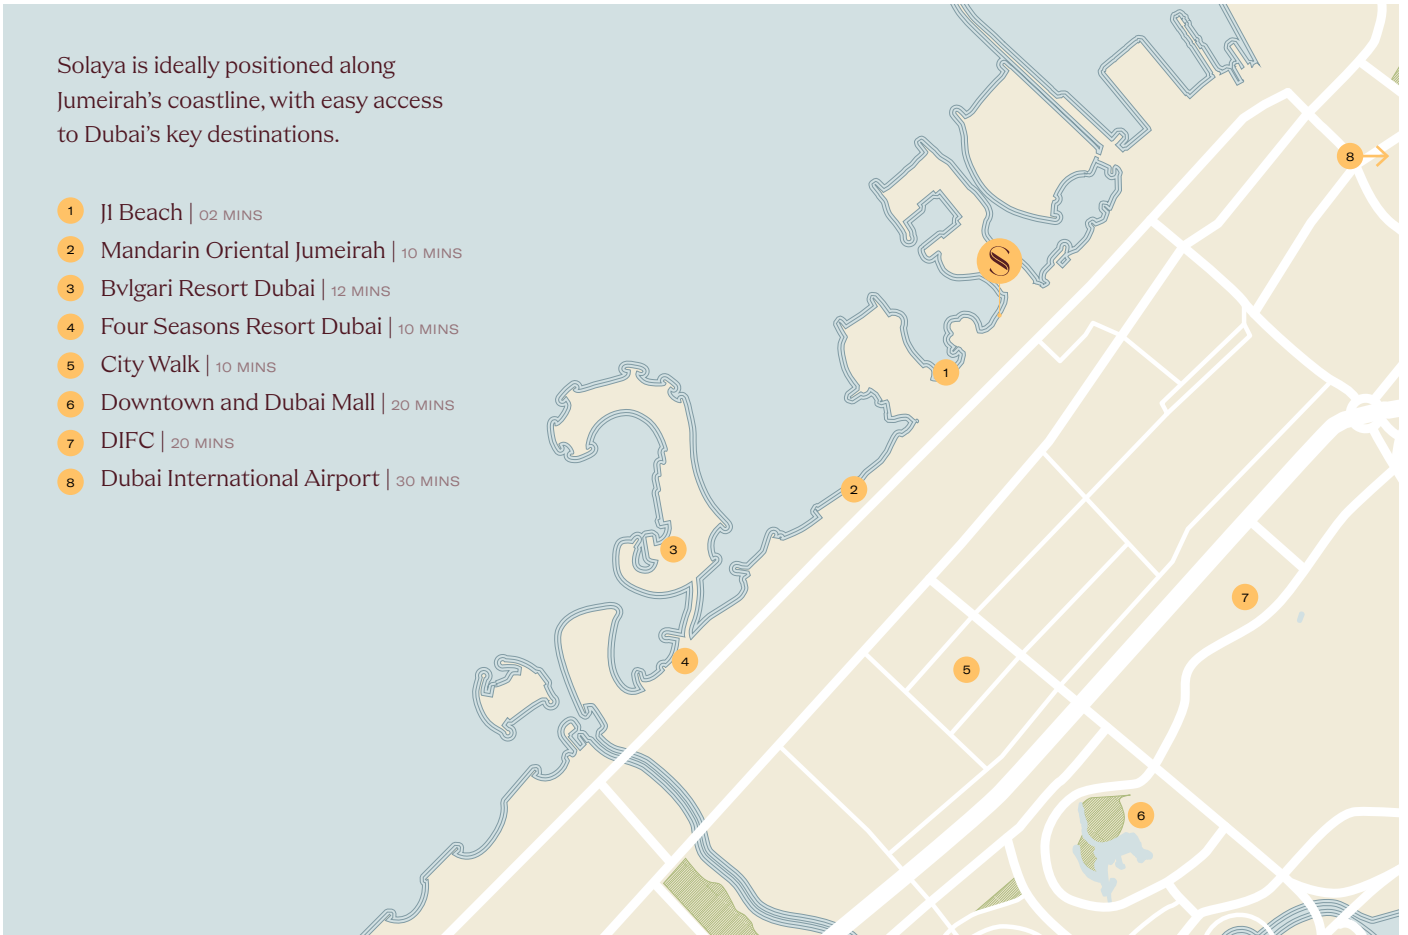 Solaya is ideally positioned along
Jumeirah's coastline, with easy access
to Dubai's key destinations.
1 J1 Beach | 02 MINS
2 Mandarin Oriental Jumeirah | 10 MINS
3 Bvlgari Resort Dubai | 12 MINS
4 Four Seasons Resort Dubai | 10 MINS
5 City Walk | 10 MINS
6 Downtown and Dubai Mall | 20 MINS
7 DIFC | 20 MINS
8 Dubai International Airport | 30 MINS
8
S
1
2
3
7
4
5
6